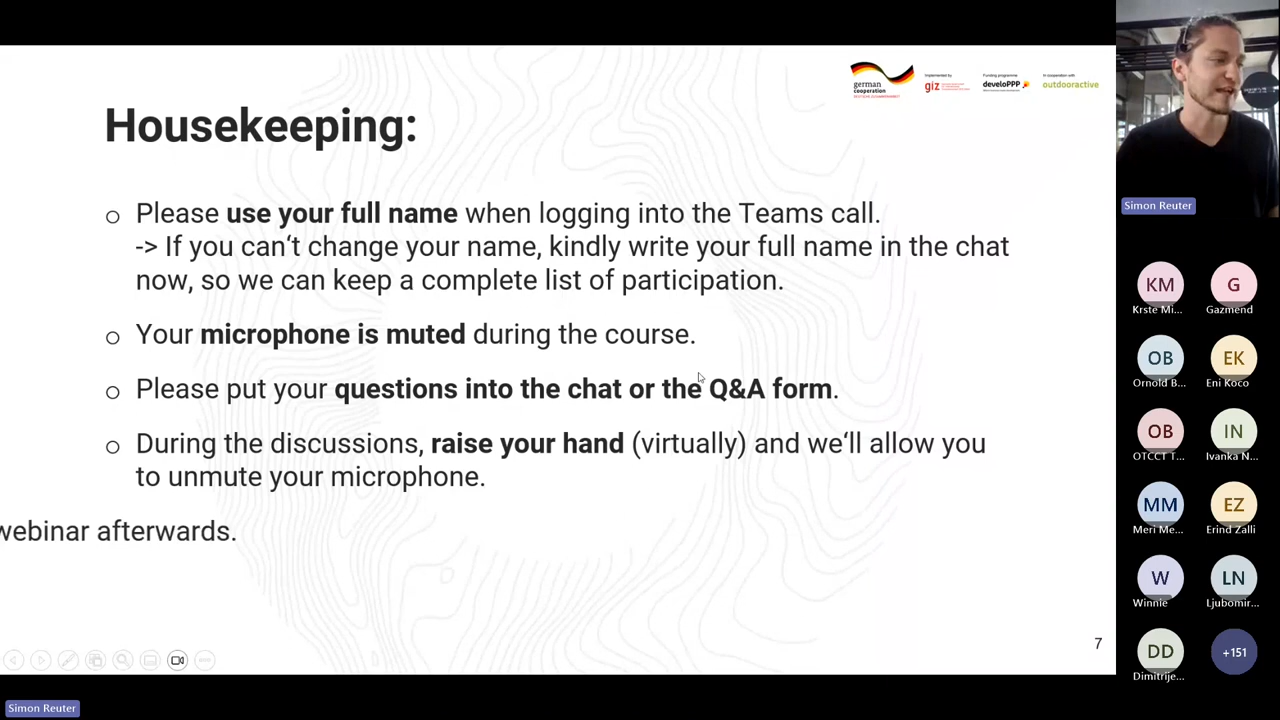 german
cooperation
DEUTSCHE ZUSAMMENARBEIT
Implemented by
giz
Funding programme
develoPPP
In cooperation with
outdooractive
Housekeeping:
Please use your full name when logging into the Teams call.
-> If you can‘t change your name, kindly write your full name in the chat
now, so we can keep a complete list of participation.
Your microphone is muted during the course.
Please put your questions into the chat or the Q&A form.
During the discussions, raise your hand (virtually) and we‘ll allow you
to unmute your microphone.
webinar afterwards.
7
Simon Reuter
Simon Reuter
KM
Krste Mi...
G
Gazmend
OB
Ornold B...
EK
Eni Koco
OB
OTCCT T...
IN
Ivanka N...
MM
Meri Me...
EZ
Erind Zalli
W
Winnie
LN
Ljubomir...
DD
Dimitrije...
+151